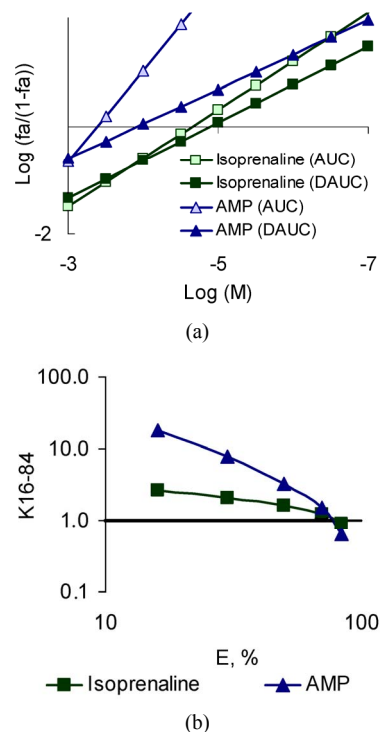 Log (fa/(1-fa))
Isoprenaline (AUC)
Isoprenaline (DAUC)
AMP (AUC)
AMP (DAUC)
-2
-3 -5 -7
Log (M)
(a)
100.0
10.0
1.0
0.1
K16-84
10 100
E, %
Isoprenaline AMP
(b)